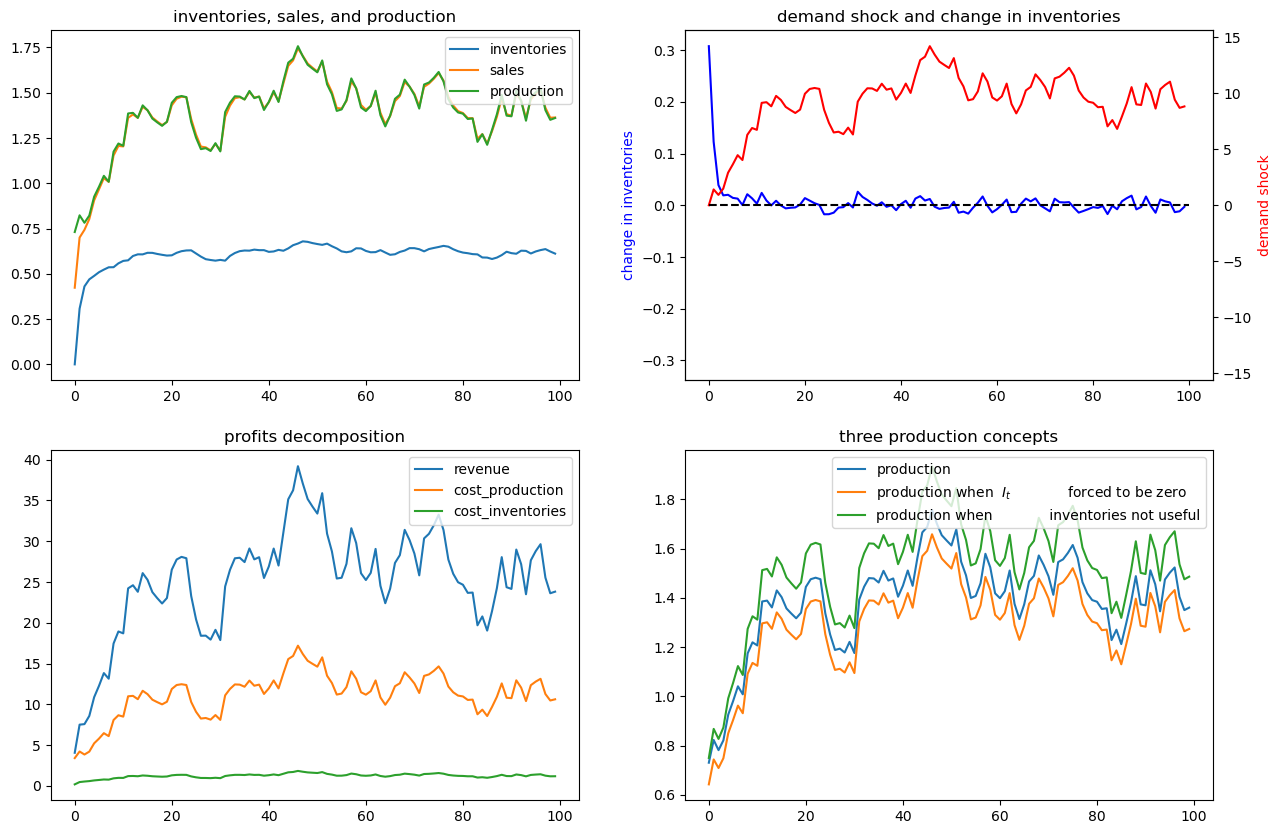 inventories, sales, and production
1.75
1.50
1.25
1.00
0.75
0.50
0.25
0.00
0 20 40 60 80 100
inventories
sales
production
demand shock and change in inventories
change in inventories
0.3
0.2
0.1
0.0
−0.1
−0.2
−0.3
0 20 40 60 80 100
15
10
5
0
−5
−10
−15
demand shock
profits decomposition
40
35
30
25
20
15
10
5
0
0 20 40 60 80 100
revenue
cost_production
cost_inventories
three production concepts
1.8
1.6
1.4
1.2
1.0
0.8
0.6
0 20 40 60 80 100
production
production when I_t forced to be zero
production when inventories not useful